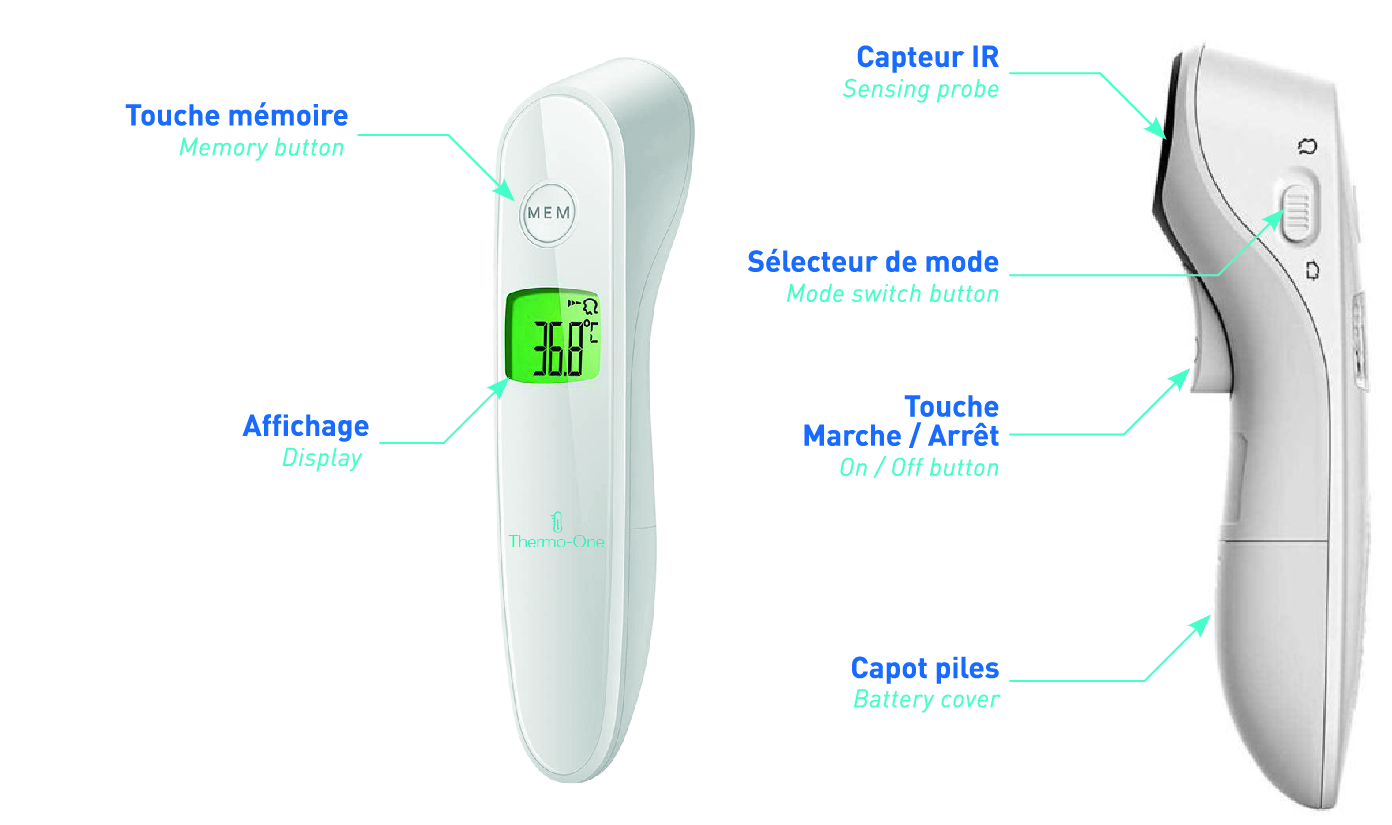 Touche mémoire
Memory button
MEM
36.8°C
Affichage
Display
Thermo-One
Capteur IR
Sensing probe
Sélecteur de mode
Mode switch button
Touche
Marche / Arrêt
On / Off button
Capot piles
Battery cover